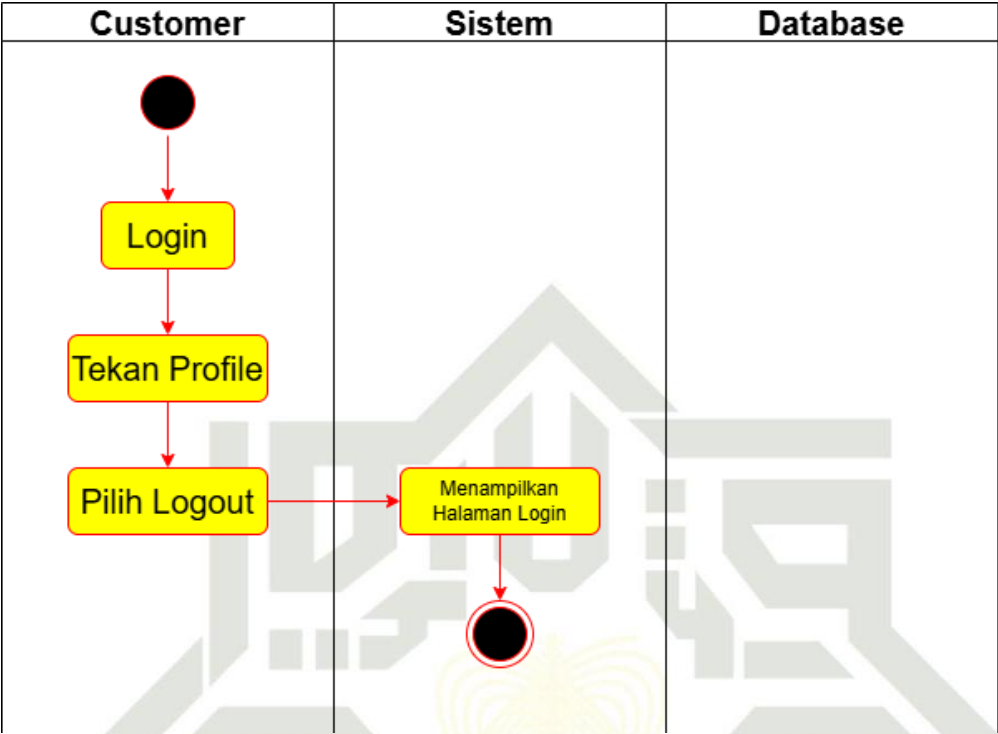 Customer
Sistem
Database
Login
Tekan Profile
Pilih Logout
Menampilkan
Halaman Login